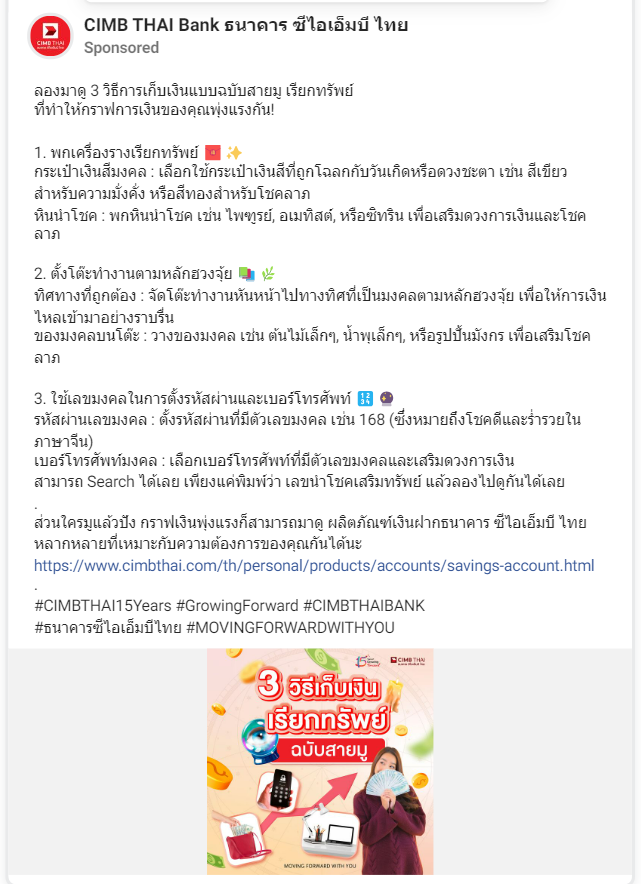 CIMB THAI
CIMB THAI Bank ธนาคาร ซีไอเอ็มบี ไทย
Sponsored
ลองมาดู 3 วิธีการเก็บเงินแบบฉบับสายมู เรียกทรัพย์
ที่ทำให้กราฟการเงินของคุณพุ่งแรงกัน!
1. พกเครื่องรางเรียกทรัพย์ 🧧 ✨
กระเป๋าเงินสีมงคล : เลือกใช้กระเป๋าเงินสีที่ถูกโฉลกกับวันเกิดหรือดวงชะตา เช่น สีเขียว
สำหรับความมั่งคั่ง หรือสีทองสำหรับโชคลาภ
หินนำโชค : พกหินนำโชค เช่น ไพฑูรย์, อเมทิสต์, หรือซิทริน เพื่อเสริมดวงการเงินและโชค
ลาภ
2. ตั้งโต๊ะทำงานตามหลักฮวงจุ้ย 📚 🌿
ทิศทางที่ถูกต้อง : จัดโต๊ะทำงานหันหน้าไปทางทิศที่เป็นมงคลตามหลักฮวงจุ้ย เพื่อให้การเงิน
ไหลเข้ามาอย่างราบรื่น
ของมงคลบนโต๊ะ : วางของมงคล เช่น ต้นไม้เล็กๆ, น้ำพุเล็กๆ, หรือรูปปั้นมังกร เพื่อเสริมโชค
ลาภ
3. ใช้เลขมงคลในการตั้งรหัสผ่านและเบอร์โทรศัพท์ 🔢 🔮
รหัสผ่านเลขมงคล : ตั้งรหัสผ่านที่มีตัวเลขมงคล เช่น 168 (ซึ่งหมายถึงโชคดีและร่ำรวยใน
ภาษาจีน)
เบอร์โทรศัพท์มงคล : เลือกเบอร์โทรศัพท์ที่มีตัวเลขมงคลและเสริมดวงการเงิน
สามารถ Search ได้เลย เพียงแค่พิมพ์ว่า เลขนำโชคเสริมทรัพย์ แล้วลองไปดูกันได้เลย
.
ส่วนใครมูแล้วปัง กราฟเงินพุ่งแรงก็สามารถมาดู ผลิตภัณฑ์เงินฝากธนาคาร ซีไอเอ็มบี ไทย
หลากหลายที่เหมาะกับความต้องการของคุณกันได้นะ
https://www.cimbthai.com/th/personal/products/accounts/savings-account.html
.
#CIMBTHAI15Years #GrowingForward #CIMBTHAIBANK
#ธนาคารซีไอเอ็มบีไทย #MOVINGFORWARDWITHYOU
CIMB THAI
3 วิธีเก็บเงิน
เรียกทรัพย์
ฉบับสายมู
MOVING FORWARD WITH YOU